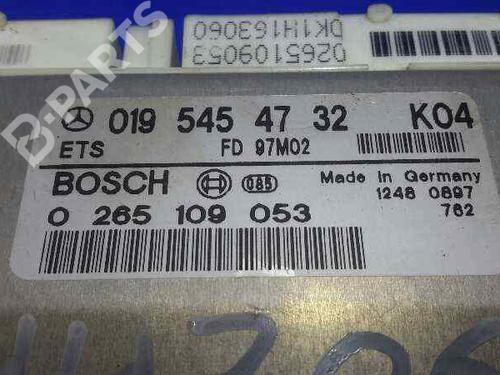 0265109053
DK1H163060
B-PARTS
019 545 47 32 K04
ETS FD 97M02
BOSCH 085 Made in Germany
1248 0897
0 265 109 053 762